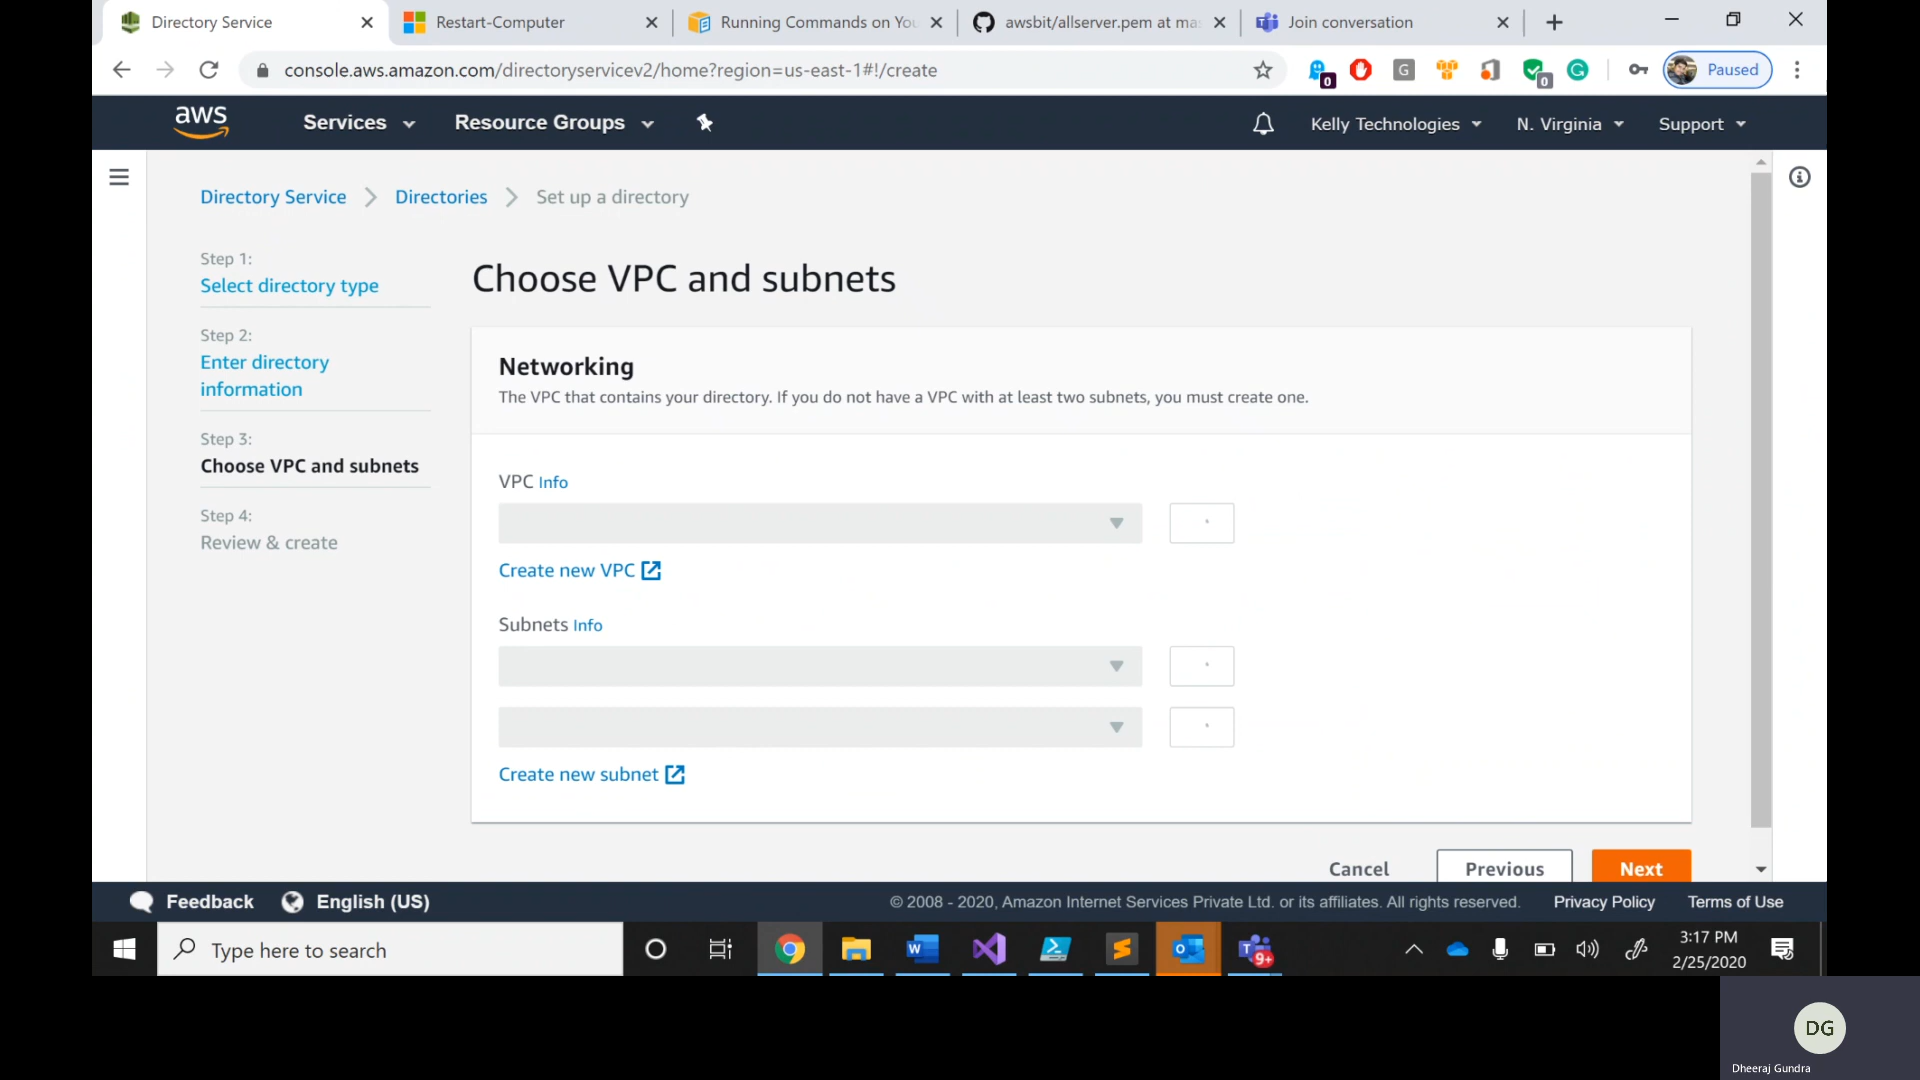 Directory Service
Restart-Computer
Running Commands on You
awsbit/allserver.pem at ma
Join conversation
console.aws.amazon.com/directoryservicev2/home?region=us-east-1#!/create
0
G
0
Paused
aws
Services
Resource Groups
Kelly Technologies
N. Virginia
Support
Directory Service
Directories
Set up a directory
Step 1:
Select directory type
Step 2:
Enter directory
information
Step 3:
Choose VPC and subnets
Step 4:
Review & create
Choose VPC and subnets
Networking
The VPC that contains your directory. If you do not have a VPC with at least two subnets, you must create one.
VPC Info
Create new VPC
Subnets Info
Create new subnet
Cancel
Previous
Next
Feedback
English (US)
© 2008 - 2020, Amazon Internet Services Private Ltd. or its affiliates. All rights reserved.
Privacy Policy
Terms of Use
Type here to search
9+
3:17 PM
2/25/2020
DG
Dheeraj Gundra